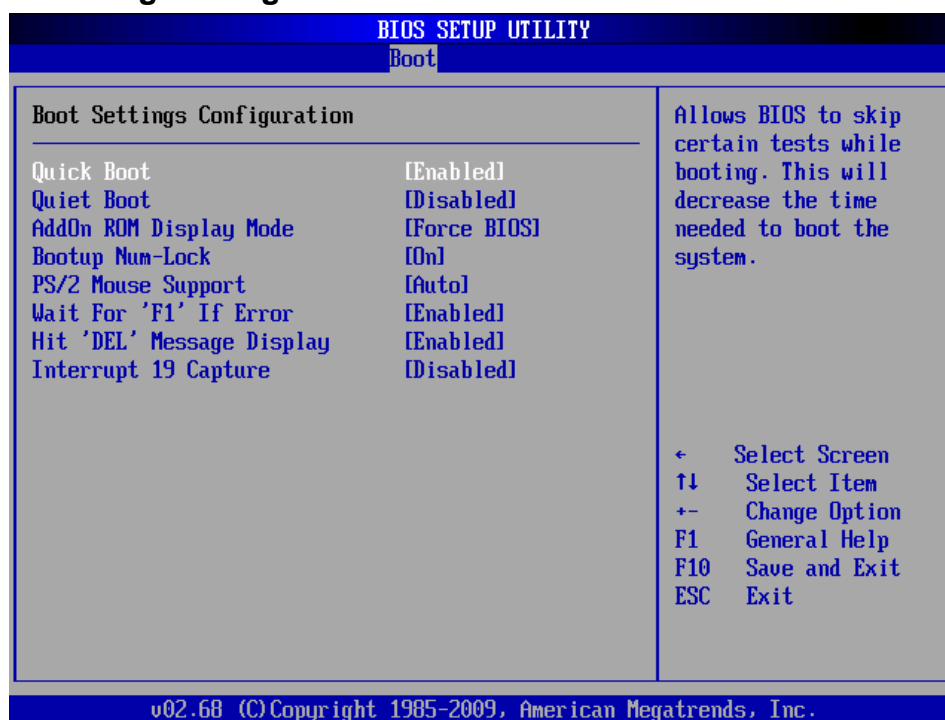 BIOS SETUP UTILITY
Boot
Boot Settings Configuration
Quick Boot [Enabled]
Quiet Boot [Disabled]
AddOn ROM Display Mode [Force BIOS]
Bootup Num-Lock [On]
PS/2 Mouse Support [Auto]
Wait For 'F1' If Error [Enabled]
Hit 'DEL' Message Display [Enabled]
Interrupt 19 Capture [Disabled]
Allows BIOS to skip
certain tests while
booting. This will
decrease the time
needed to boot the
system.
← Select Screen
↑↓ Select Item
+- Change Option
F1 General Help
F10 Save and Exit
ESC Exit
v02.68 (C)Copyright 1985-2009, American Megatrends, Inc.